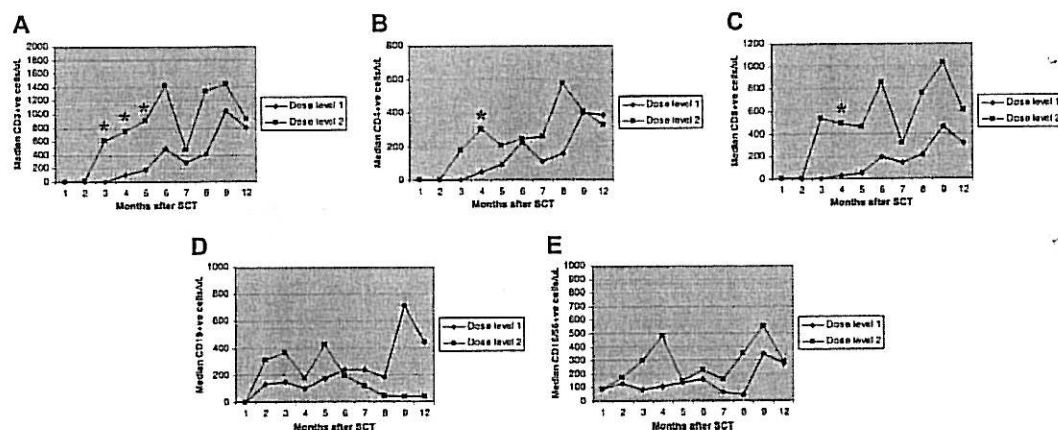 A
Median CD3+ve cells/uL
2000
1800
1600
1400
1200
1000
800
600
400
200
0
* * *
1 2 3 4 5 6 7 8 9 12
Months after SCT
Dose level 1
Dose level 2
B
Median CD4+ve cells/uL
800
600
400
200
0
*
1 2 3 4 5 6 7 8 9 12
Months after SCT
Dose level 1
Dose level 2
C
Median CD8+ve cells/uL
1200
1000
800
600
400
200
0
*
1 2 3 4 5 6 7 8 9 12
Months after SCT
Dose level 1
Dose level 2
D
Median CD19+ve cells/uL
1000
800
600
400
200
0
1 2 3 4 5 6 7 8 9 12
Months after SCT
Dose level 1
Dose level 2
E
Median CD16/56+ve cells/uL
1000
900
800
700
600
500
400
300
200
100
0
1 2 3 4 5 6 7 8 9 12
Months after SCT
Dose level 1
Dose level 2